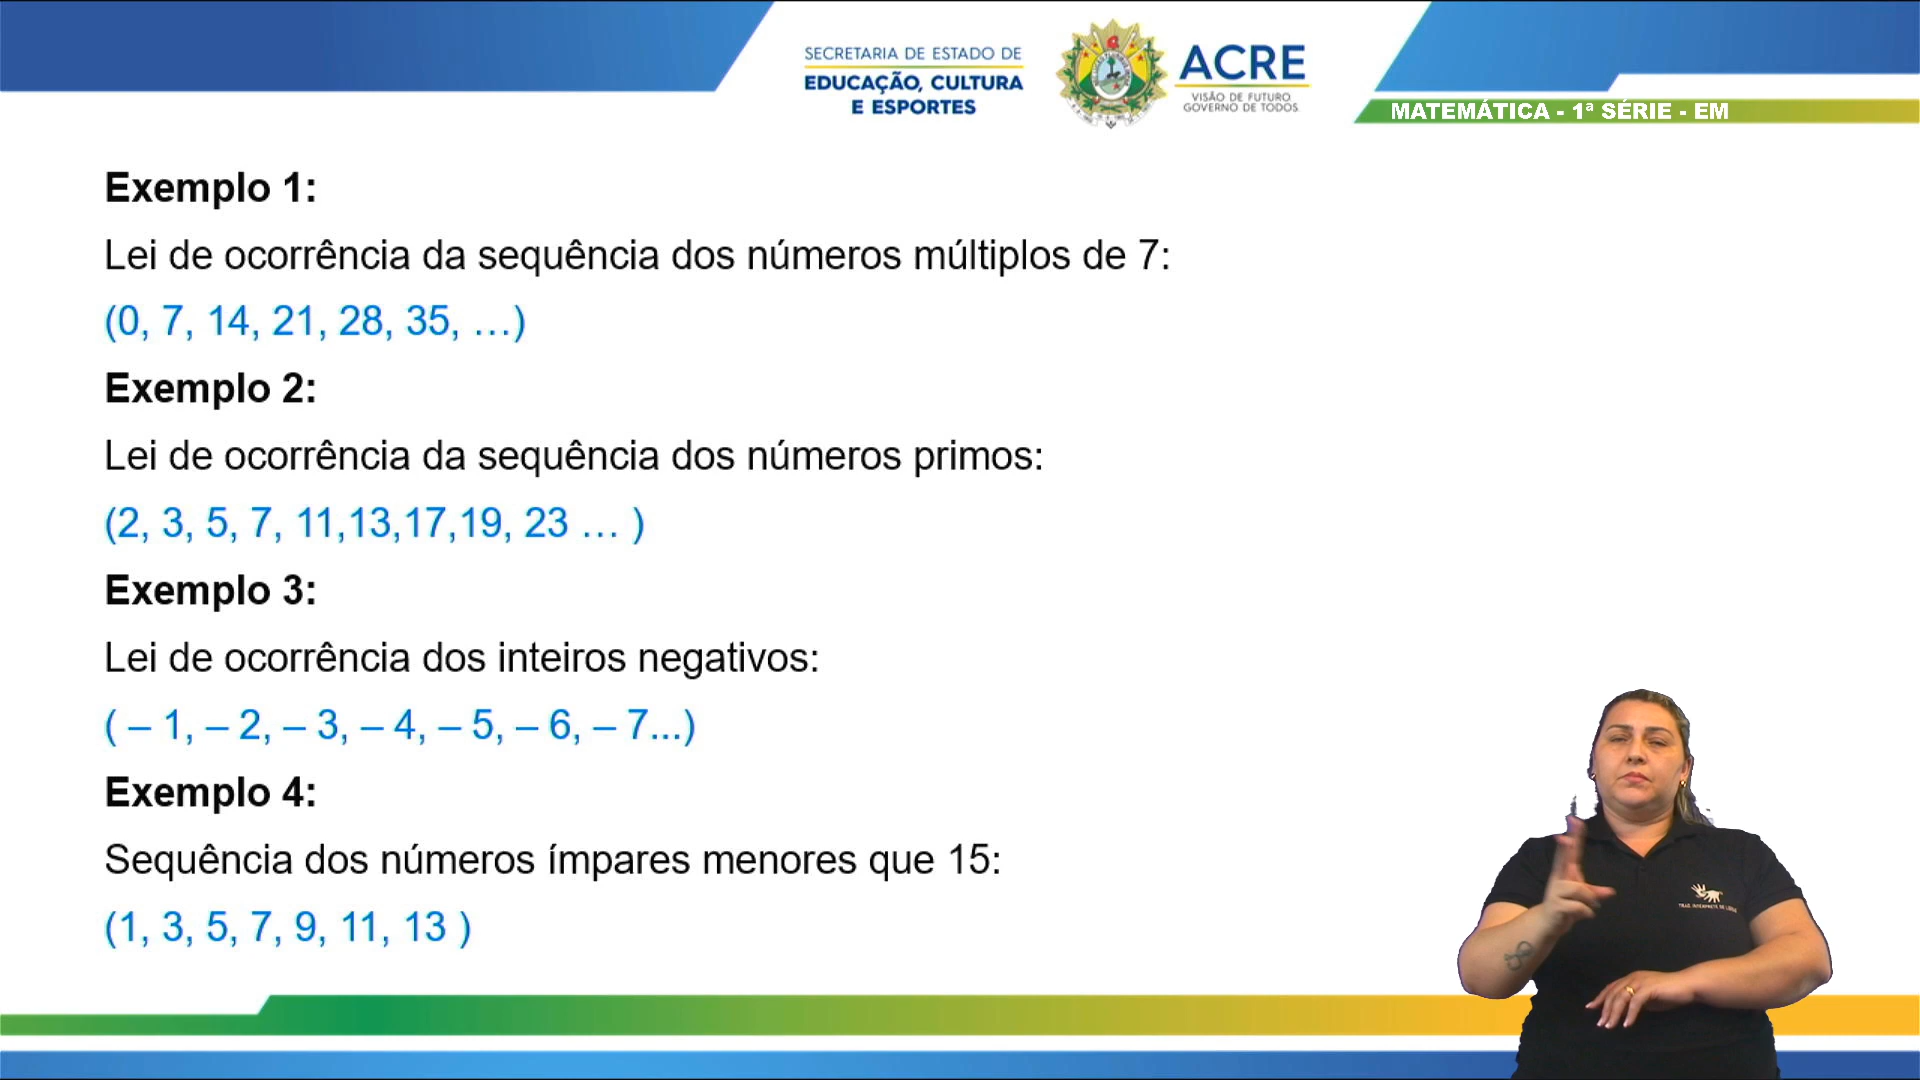 SECRETARIA DE ESTADO DE
EDUCAÇÃO, CULTURA
E ESPORTES
ACRE
VISÃO DE FUTURO
GOVERNO DE TODOS
MATEMÁTICA - 1ª SÉRIE - EM
Exemplo 1:
Lei de ocorrência da sequência dos números múltiplos de 7:
(0, 7, 14, 21, 28, 35, …)
Exemplo 2:
Lei de ocorrência da sequência dos números primos:
(2, 3, 5, 7, 11,13,17,19, 23 … )
Exemplo 3:
Lei de ocorrência dos inteiros negativos:
( – 1, – 2, – 3, – 4, – 5, – 6, – 7...)
Exemplo 4:
Sequência dos números ímpares menores que 15:
(1, 3, 5, 7, 9, 11, 13 )